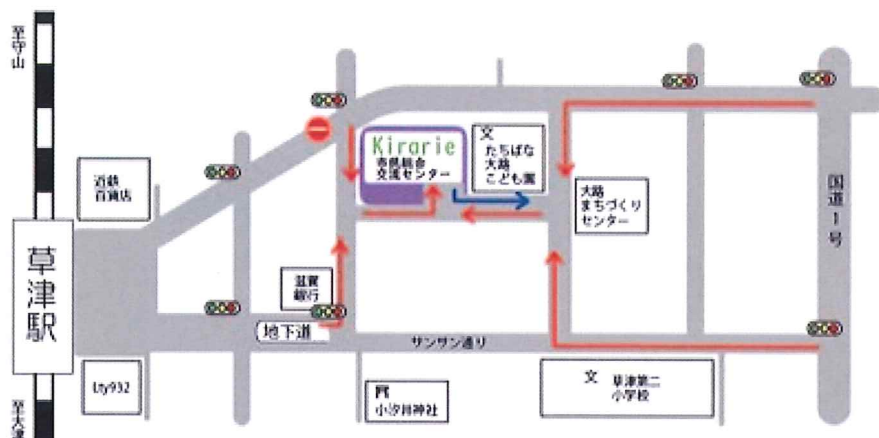 至守山
Kirarie
市民総合
交流センター
文
たちばな
大路
こども園
近鉄
百貨店
大路
まちづくり
センター
国道1号
草津駅
滋賀
銀行
地下道
サンサン通り
Lty932
小汐井神社
文 草津第二
小学校
至大津